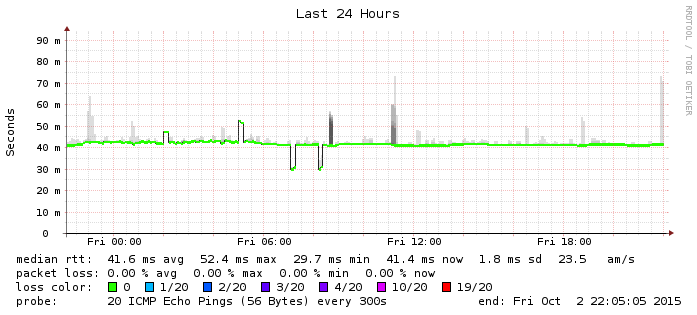 Last 24 Hours
RRDTOOL / TOBI OETIKER
Seconds
90 m
80 m
70 m
60 m
50 m
40 m
30 m
20 m
10 m
0
Fri 00:00 Fri 06:00 Fri 12:00 Fri 18:00
median rtt: 41.6 ms avg 52.4 ms max 29.7 ms min 41.4 ms now 1.8 ms sd 23.5 am/s
packet loss: 0.00 % avg 0.00 % max 0.00 % min 0.00 % now
loss color: 0 1/20 2/20 3/20 4/20 10/20 19/20
probe: 20 ICMP Echo Pings (56 Bytes) every 300s end: Fri Oct 2 22:05:05 2015